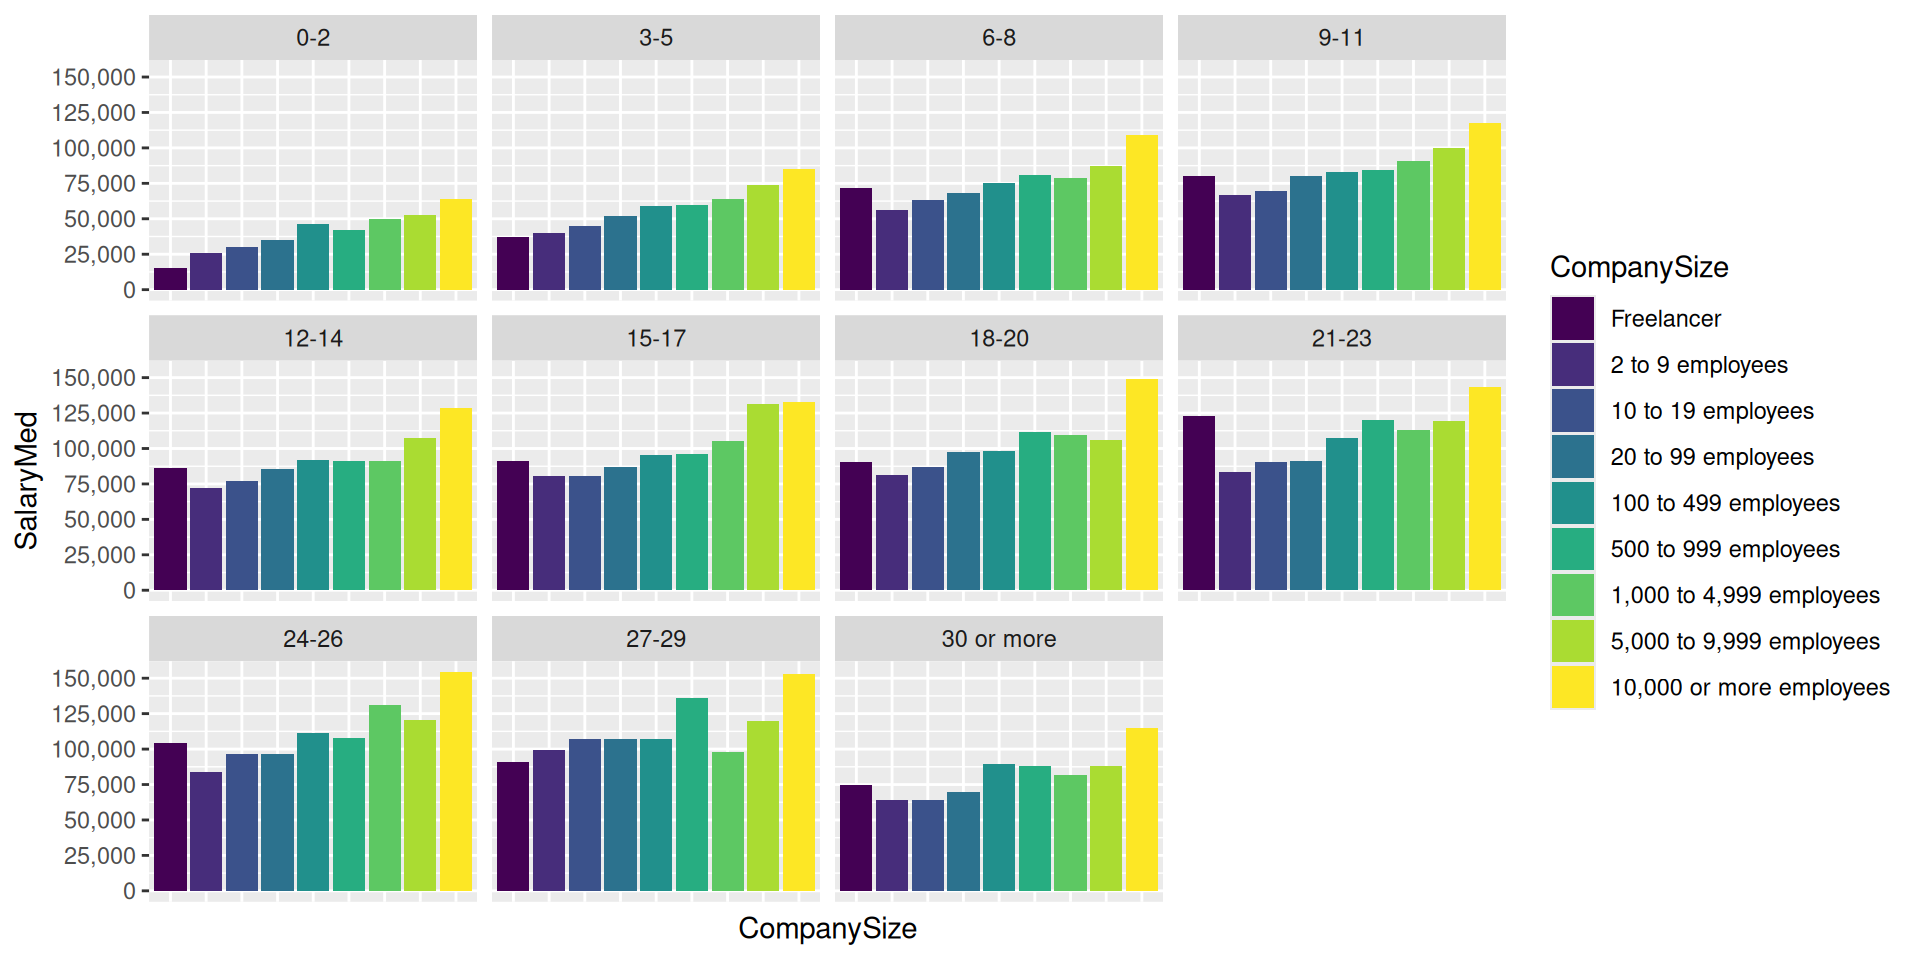 0-2
3-5
6-8
9-11
150,000
125,000
100,000
75,000
50,000
25,000
0
12-14
15-17
18-20
21-23
150,000
125,000
100,000
75,000
50,000
25,000
0
24-26
27-29
30 or more
150,000
125,000
100,000
75,000
50,000
25,000
0
SalaryMed
CompanySize
CompanySize
Freelancer
2 to 9 employees
10 to 19 employees
20 to 99 employees
100 to 499 employees
500 to 999 employees
1,000 to 4,999 employees
5,000 to 9,999 employees
10,000 or more employees